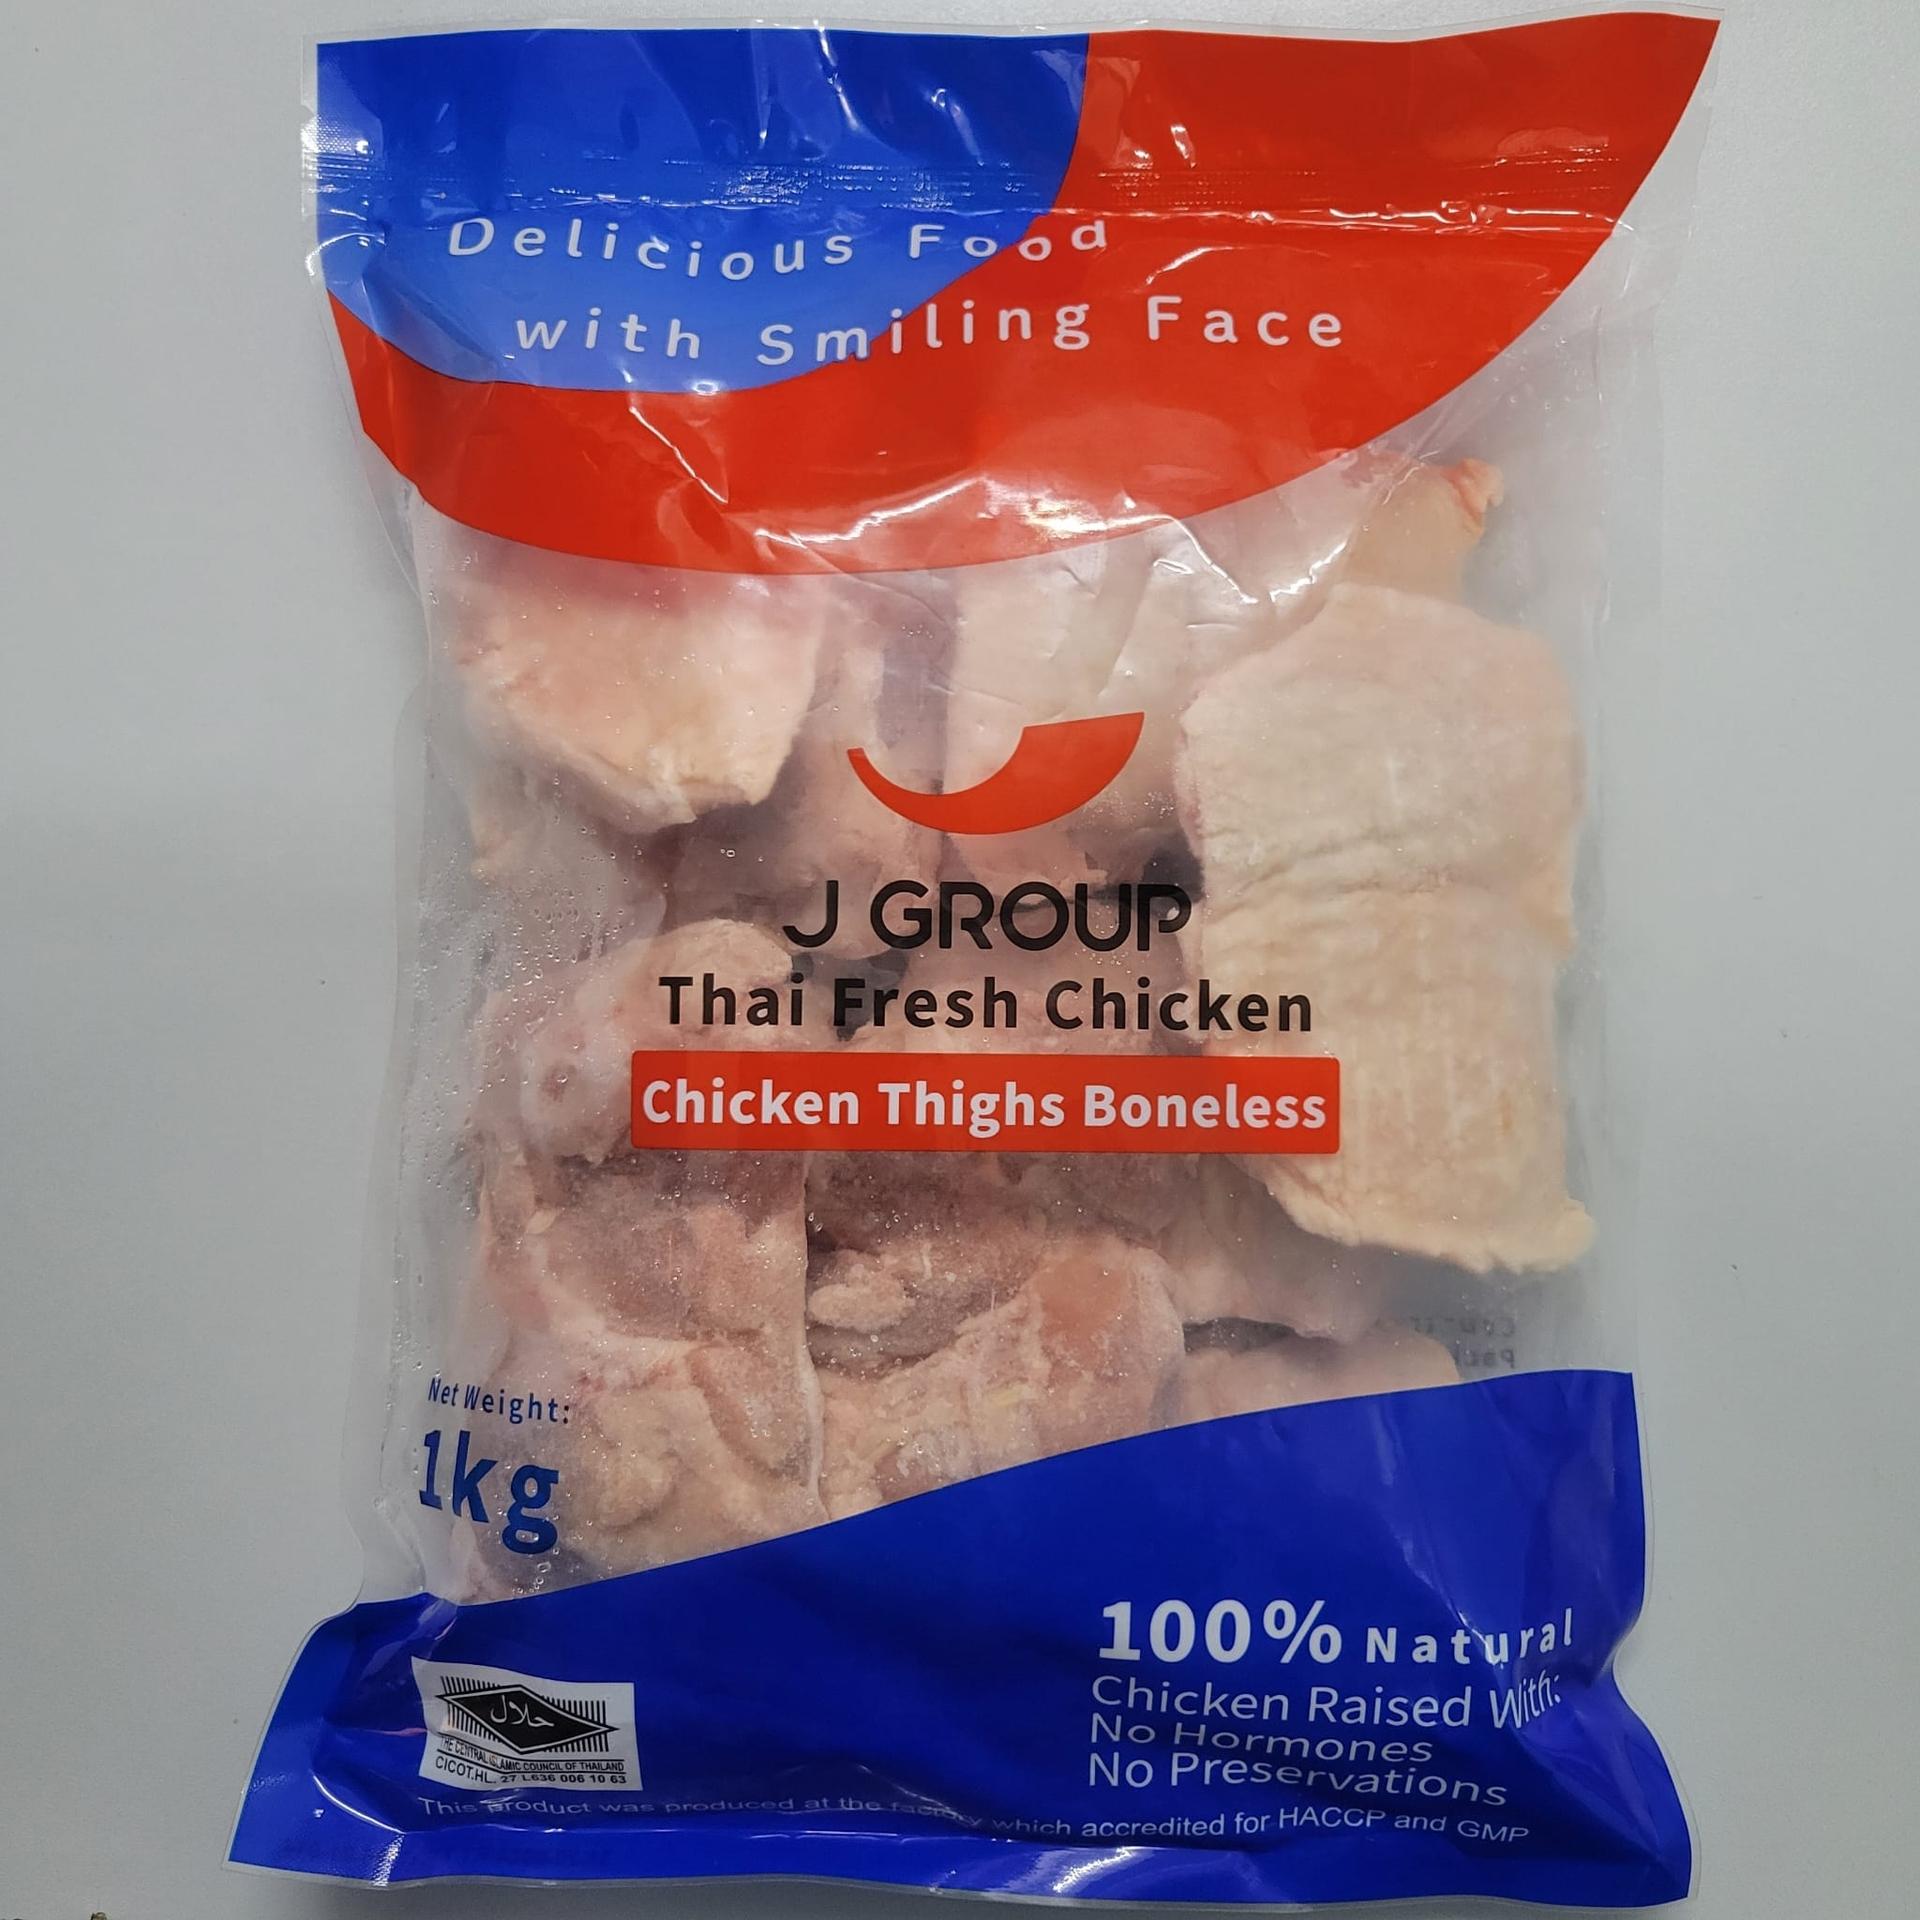 Delicious Food
with Smiling Face
J GROUP
Thai Fresh Chicken
Chicken Thighs Boneless
Net Weight:
1kg
100% Natural
Chicken Raised With:
No Hormones
No Preservations
حلال
THE CENTRAL ISLAMIC COUNCIL OF THAILAND
CICOT.HL. 27 L636 006 10 63
This product was produced at the factory which accredited for HACCP and GMP